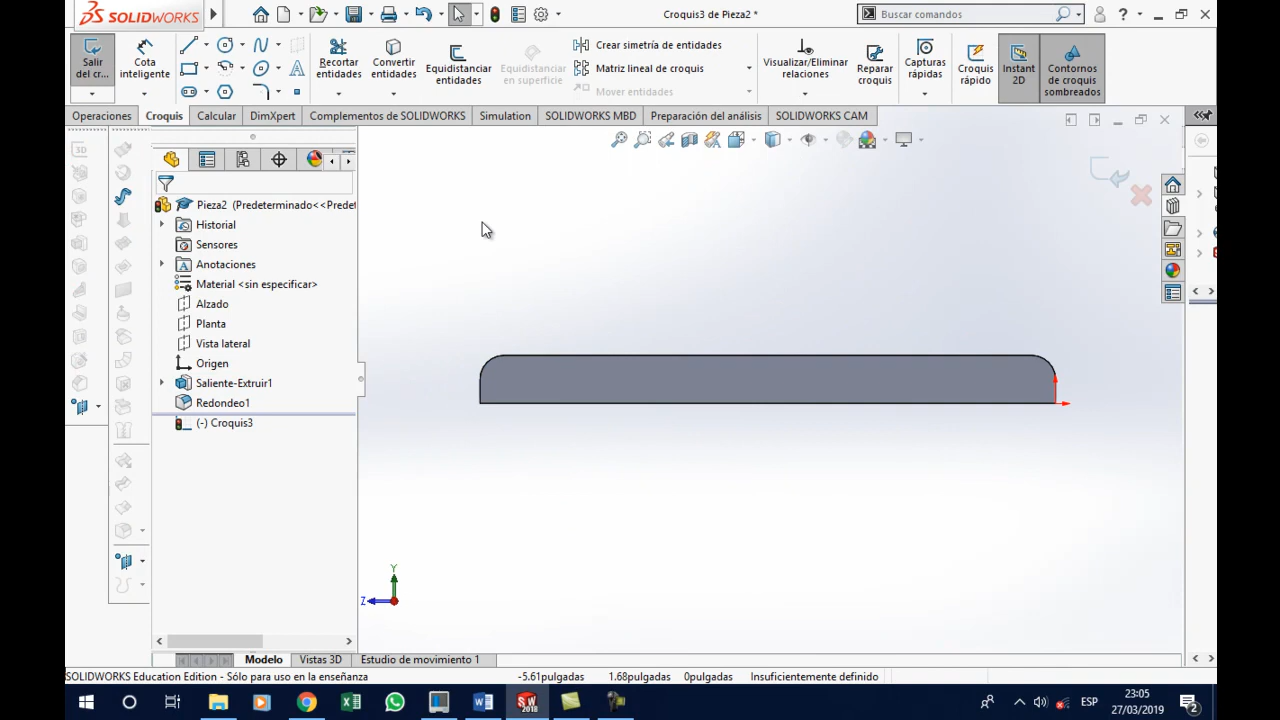 SOLIDWORKS
Croquis3 de Pieza2 *
Buscar comandos
?
Salir
del cr...
Cota
inteligente
Recortar
entidades
Convertir
entidades
Equidistanciar
entidades
Equidistanciar
en superficie
Crear simetría de entidades
Matriz lineal de croquis
Mover entidades
Visualizar/Eliminar
relaciones
Reparar
croquis
Capturas
rápidas
Croquis
rápido
Instant
2D
Contornos
de croquis
sombreados
Operaciones
Croquis
Calcular
DimXpert
Complementos de SOLIDWORKS
Simulation
SOLIDWORKS MBD
Preparación del análisis
SOLIDWORKS CAM
Pieza2 (Predeterminado<<Predet
Historial
Sensores
Anotaciones
Material <sin especificar>
Alzado
Planta
Vista lateral
Origen
Saliente-Extruir1
Redondeo1
(-) Croquis3
Y
Z
Modelo
Vistas 3D
Estudio de movimiento 1
SOLIDWORKS Education Edition - Sólo para uso en la enseñanza
-5.61pulgadas
1.68pulgadas
0pulgadas
Insuficientemente definido
SW
2018
ESP
23:05
27/03/2019
2